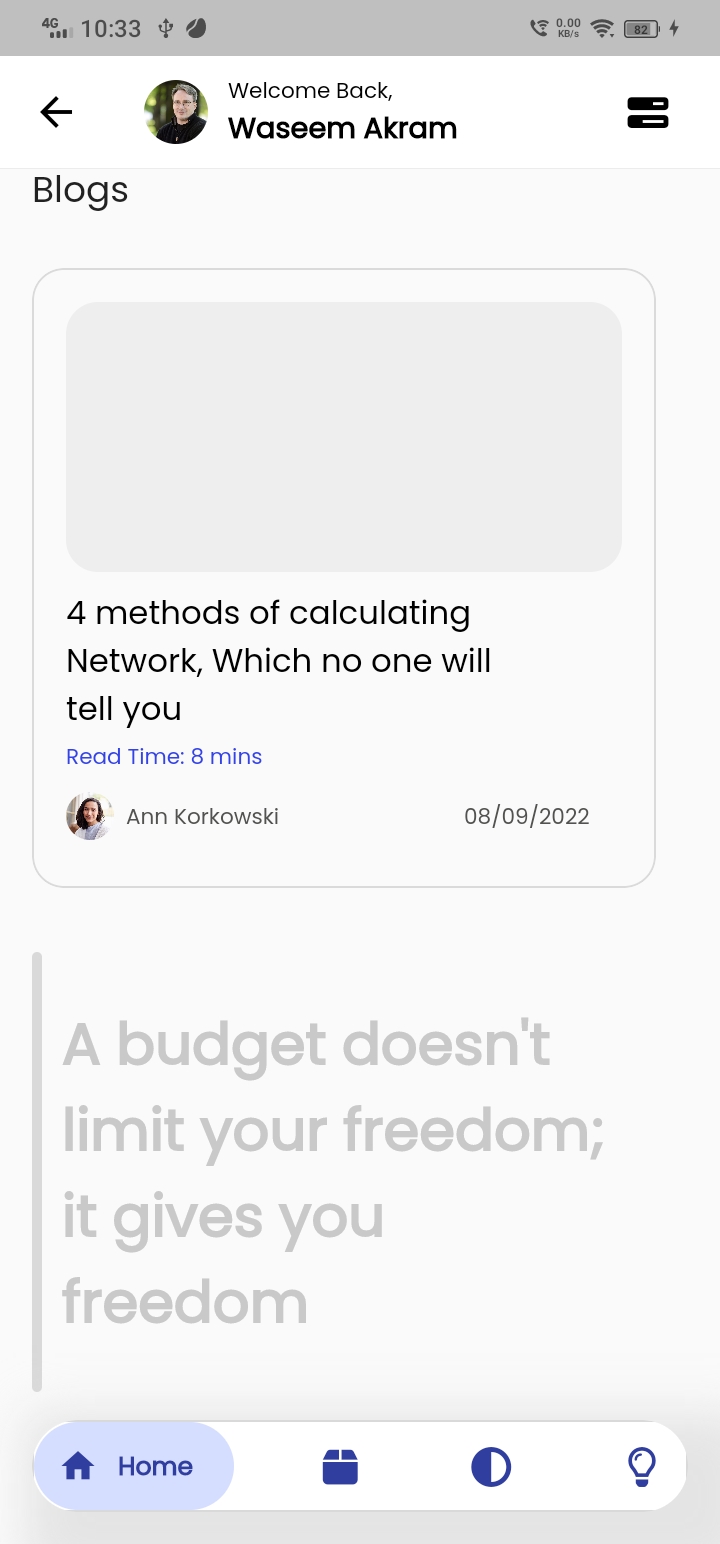 4G 10:33 0.00 KB/s 82
Welcome Back,
Waseem Akram
Blogs
4 methods of calculating
Network, Which no one will
tell you
Read Time: 8 mins
Ann Korkowski 08/09/2022
A budget doesn't
limit your freedom;
it gives you
freedom
Home